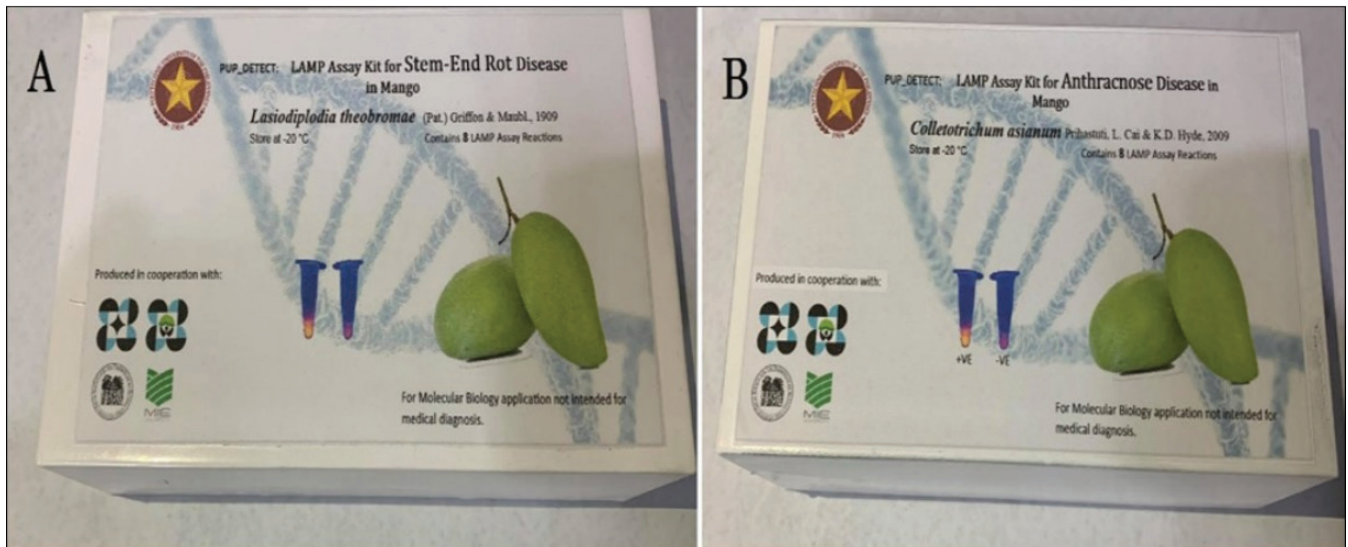 A
PUP_DETECT: LAMP Assay Kit for Stem-End Rot Disease
in Mango
Lasiodiplodia theobromae (Pat.) Griffon & Maubl., 1909
Store at -20 °C
Contains 8 LAMP Assay Reactions
Produced in cooperation with:
MIC
For Molecular Biology application not intended for
medical diagnosis.
B
PUP_DETECT: LAMP Assay Kit for Anthracnose Disease in
Mango
Colletotrichum asianum Prihastuti, L. Cai & K.D. Hyde, 2009
Store at -20 °C
Contains 8 LAMP Assay Reactions
Produced in cooperation with:
+VE -VE
For Molecular Biology application not intended for
medical diagnosis.